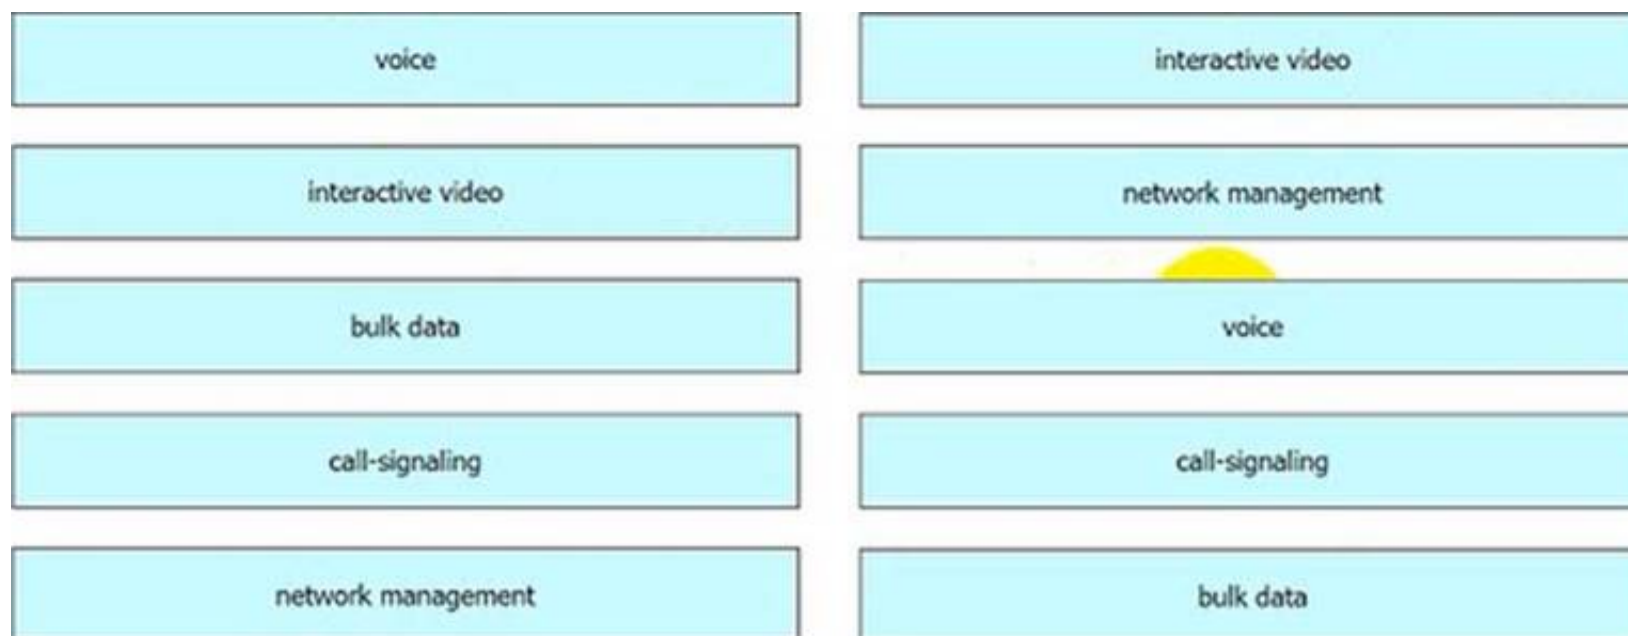 voice
interactive video
bulk data
call-signaling
network management
interactive video
network management
voice
call-signaling
bulk data